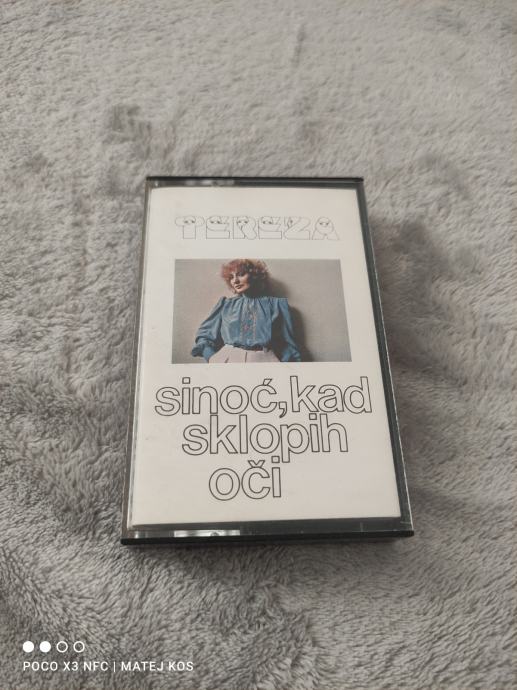 TEREZA
sinoć, kad
sklopih
oči
POCO X3 NFC | MATEJ KOS